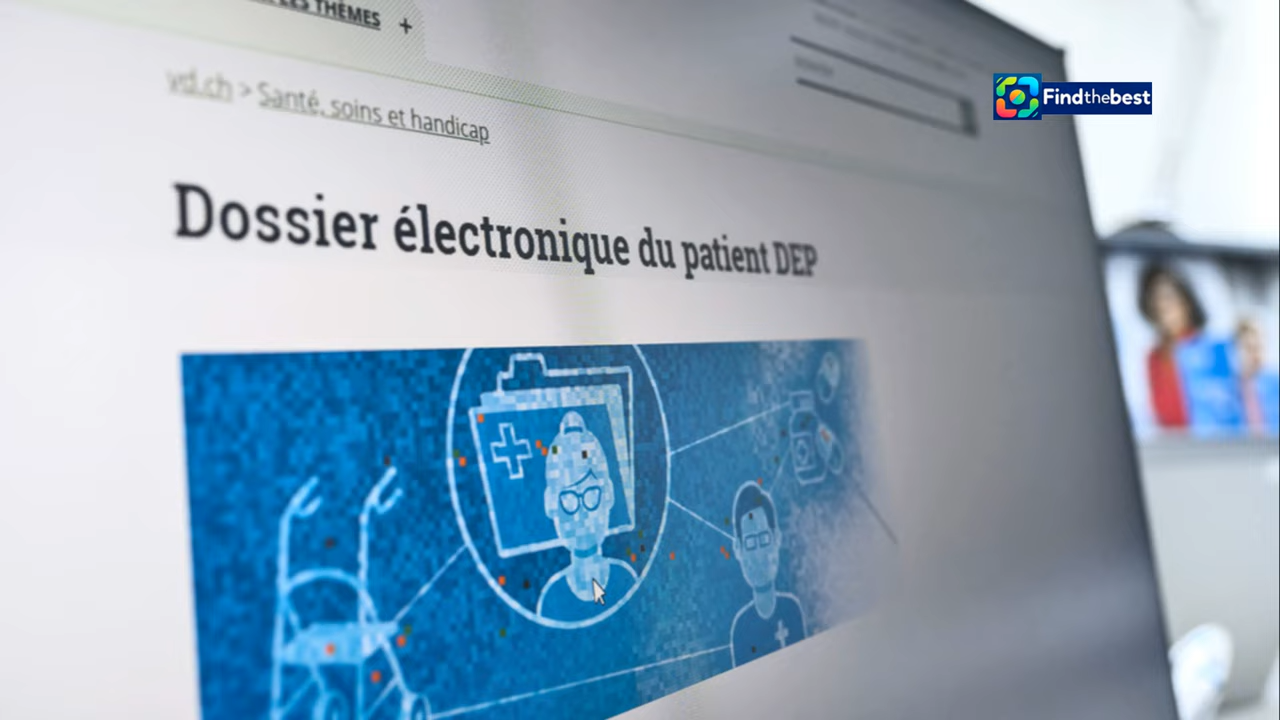 LES THÈMES +
vd.ch > Santé, soins et handicap
Findthebest
Dossier électronique du patient DEP